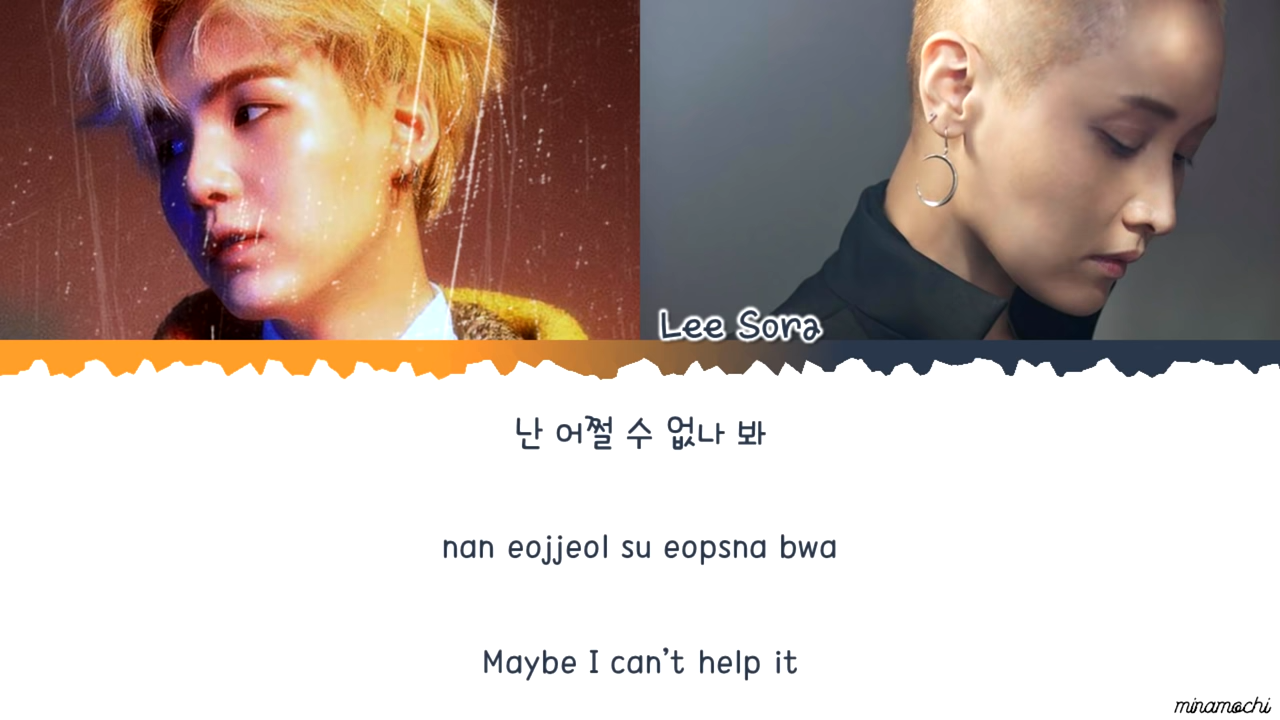 Lee Sora
난 어쩔 수 없나 봐
nan eojjeol su eopsna bwa
Maybe I can't help it
minamochi